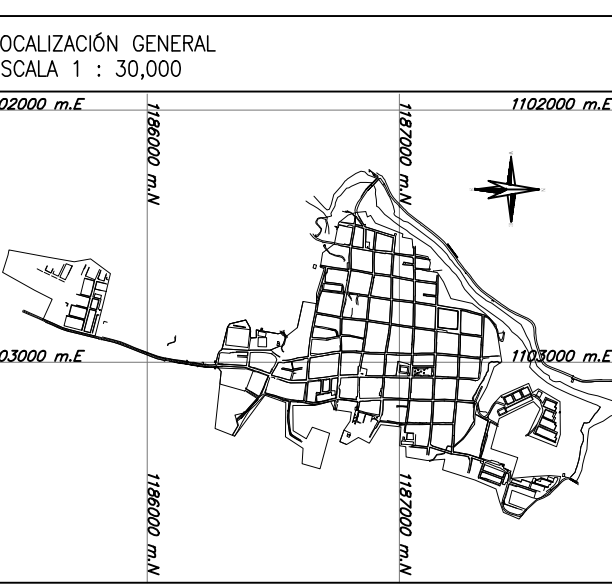 OCALIZACIÓN GENERAL
SCALA 1 : 30,000
02000 m.E
1102000 m.E
1186000 m.N
1187000 m.N
03000 m.E
1103000 m.E
1186000 m.N
1187000 m.N